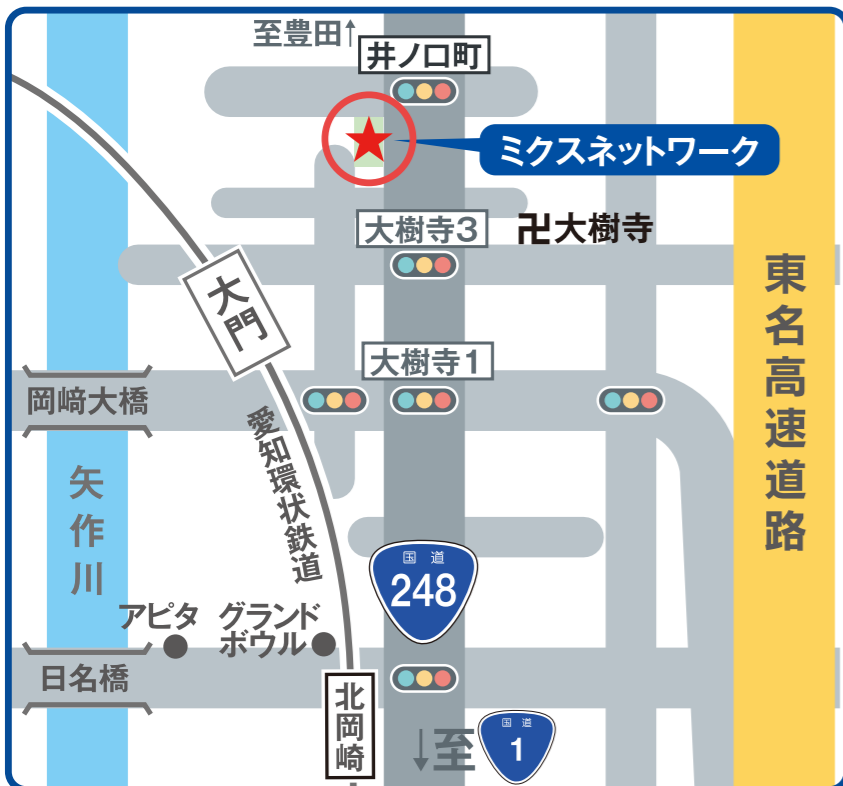 至豊田↑
井ノ口町
ミクスネットワーク
大樹寺3
卍大樹寺
東名高速道路
大門
大樹寺1
岡﨑大橋
愛知環状鉄道
矢作川
国道
248
アピタ
グランド
ボウル
日名橋
北岡崎
↓至
国道
1